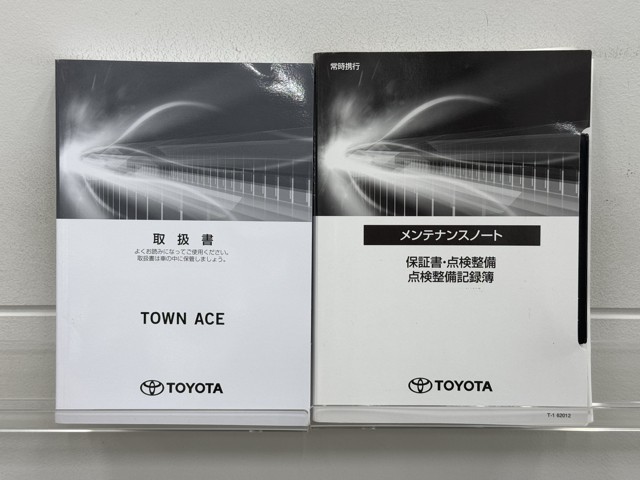 取扱書
よくお読みになってご使用ください。
取扱書は車の中に保管しましょう。
TOWN ACE
TOYOTA
常時携行
メンテナンスノート
保証書・点検整備
点検整備記録簿
TOYOTA
T-1 62013